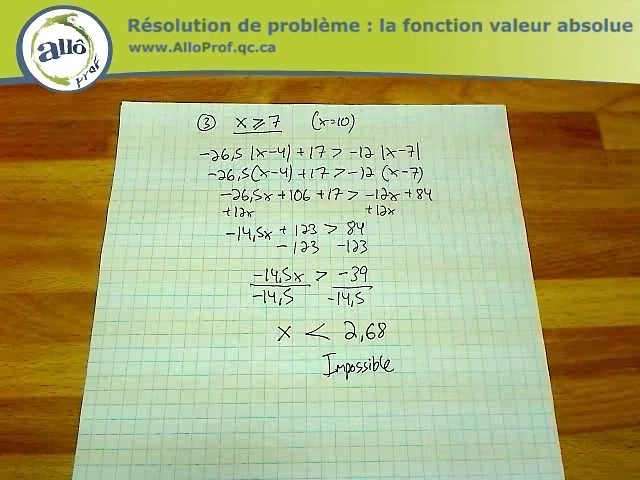 Résolution de problème : la fonction valeur absolue
www.AlloProf.qc.ca
allô prof
③ x ≥ 7 (x=10)
-26,5 |x-4| + 17 > -12 |x-7|
-26,5(x-4) + 17 > -12 (x-7)
-26,5x + 106 + 17 > -12x + 84
+12x +12x
-14,5x + 123 > 84
- 123 -123
-14,5x > -39
-14,5 -14,5
x < 2,68
Impossible